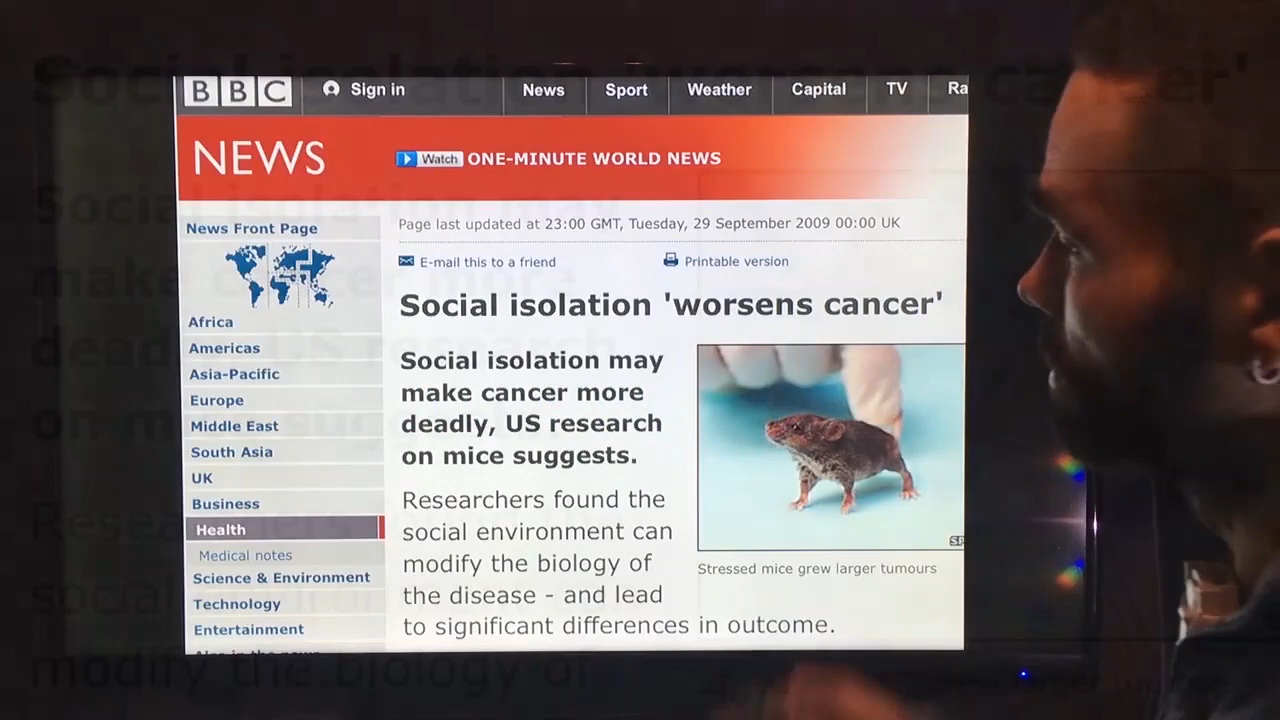 BBC Sign in News Sport Weather Capital TV Ra
NEWS Watch ONE-MINUTE WORLD NEWS
Page last updated at 23:00 GMT, Tuesday, 29 September 2009 00:00 UK
E-mail this to a friend Printable version
Social isolation 'worsens cancer'
Social isolation may
make cancer more
deadly, US research
on mice suggests.
Researchers found the
social environment can
modify the biology of
the disease - and lead
to significant differences in outcome.
Stressed mice grew larger tumours
News Front Page
Africa
Americas
Asia-Pacific
Europe
Middle East
South Asia
UK
Business
Health
Medical notes
Science & Environment
Technology
Entertainment